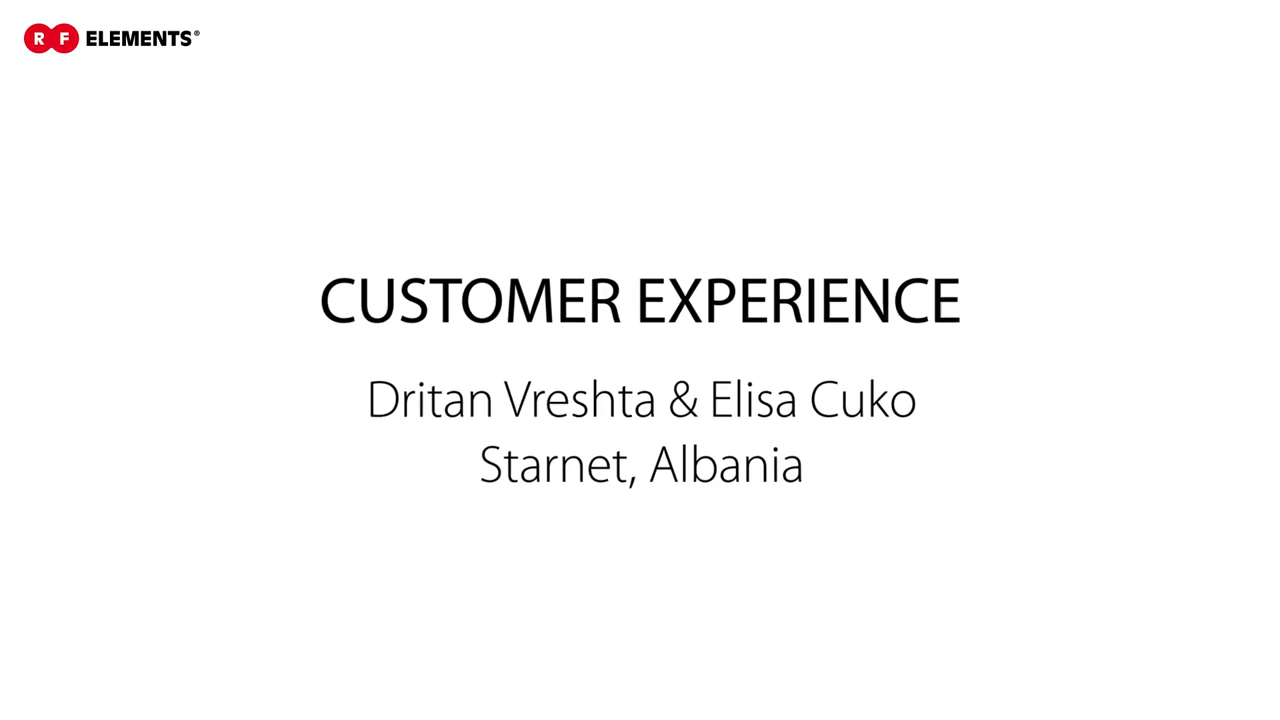 RF ELEMENTS®
CUSTOMER EXPERIENCE
Dritan Vreshta & Elisa Cuko
Starnet, Albania